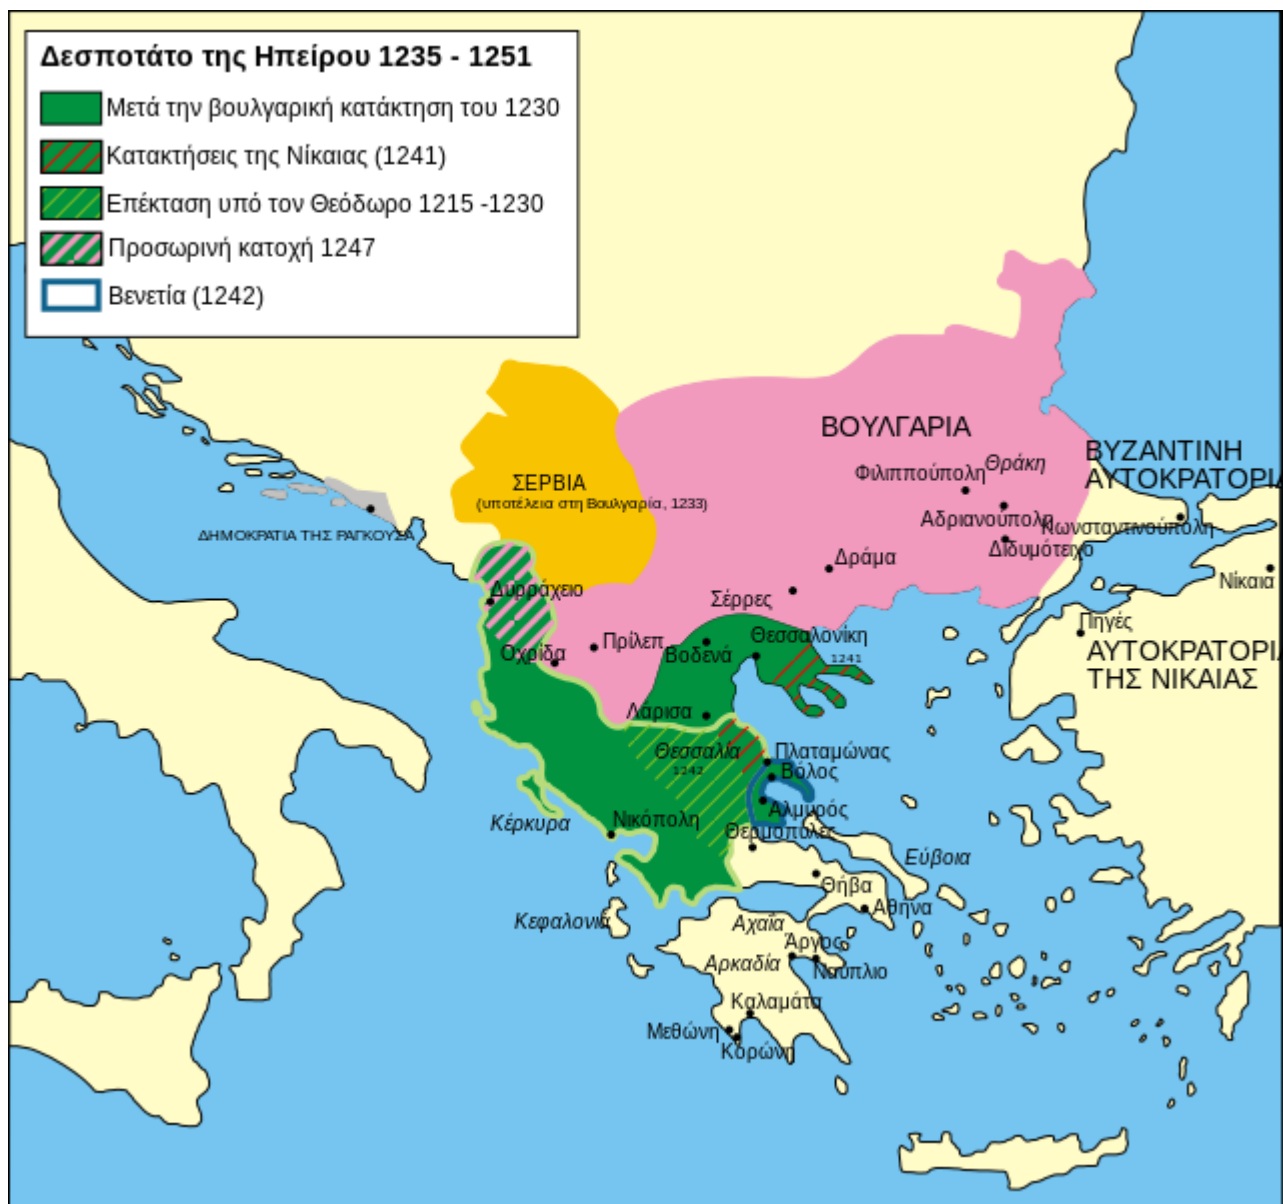 Δεσποτάτο της Ηπείρου 1235 - 1251
Μετά την βουλγαρική κατάκτηση του 1230
Κατακτήσεις της Νίκαιας (1241)
Επέκταση υπό τον Θεόδωρο 1215 -1230
Προσωρινή κατοχή 1247
Βενετία (1242)
ΒΟΥΛΓΑΡΙΑ
ΒΥΖΑΝΤΙΝΗ
ΑΥΤΟΚΡΑΤΟΡΙΑ
Φιλιππούπολη
Θράκη
ΣΕΡΒΙΑ
(υποτέλεια στη Βουλγαρία, 1233)
Αδριανούπολη
Κωνσταντινούπολη
ΔΗΜΟΚΡΑΤΙΑ ΤΗΣ ΡΑΓΚΟΥΣΑ
Διδυμότειχο
Δράμα
Νίκαια
Δυρράχειο
Σέρρες
Πηγές
Θεσσαλονίκη
Πρίλεπ
Οχρίδα
Βοδενά
1241
ΑΥΤΟΚΡΑΤΟΡΙΑ
ΤΗΣ ΝΙΚΑΙΑΣ
Λάρισα
Θεσσαλία
1242
Πλαταμώνας
Βόλος
Αλμυρός
Κέρκυρα
Νικόπολη
Θερμοπύλες
Εύβοια
Θήβα
Αθήνα
Κεφαλονιά
Αχαΐα
Άργος
Αρκαδία
Ναύπλιο
Καλαμάτα
Μεθώνη
Κορώνη